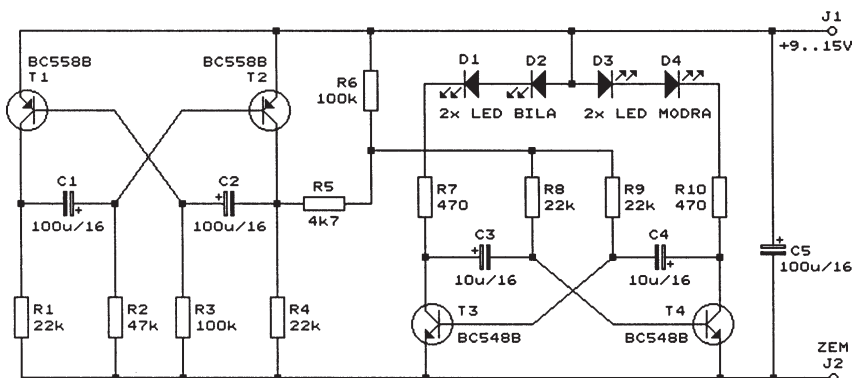 J1
+9..15V
BC558B
T1
BC558B
T2
R6
100k
D1
D2
D3
D4
2x LED BILA
2x LED MODRA
C1
+
100u/16
C2
+
100u/16
R5
4k7
R7
470
R8
22k
R9
22k
R10
470
C3
+
10u/16
C4
+
10u/16
+
C5
100u/16
R1
22k
R2
47k
R3
100k
R4
22k
T3
BC548B
T4
BC548B
ZEM
J2